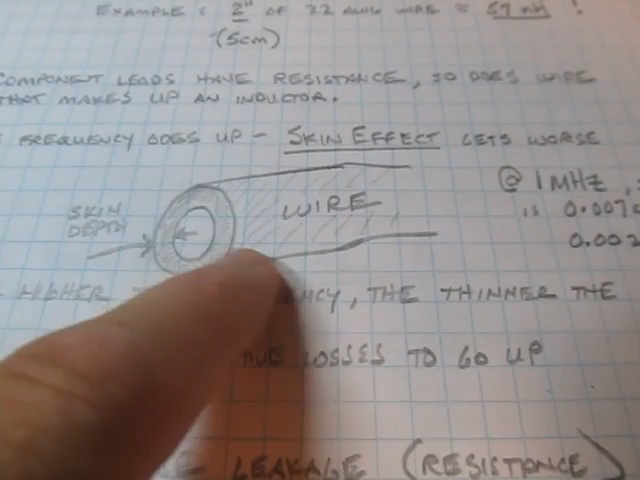 EXAMPLE : 2" OF 22 AWG WIRE = 57 nH !
(5cm)
COMPONENT LEADS HAVE RESISTANCE, SO DOES WIRE
THAT MAKES UP AN INDUCTOR.
FREQUENCY GOES UP - SKIN EFFECT GETS WORSE
@ 1MHZ,
SKIN
DEPTH
WIRE
IS 0.007
0.002
HIGHER , THE THINNER THE
LOSSES TO GO UP
LEAKAGE (RESISTANCE)